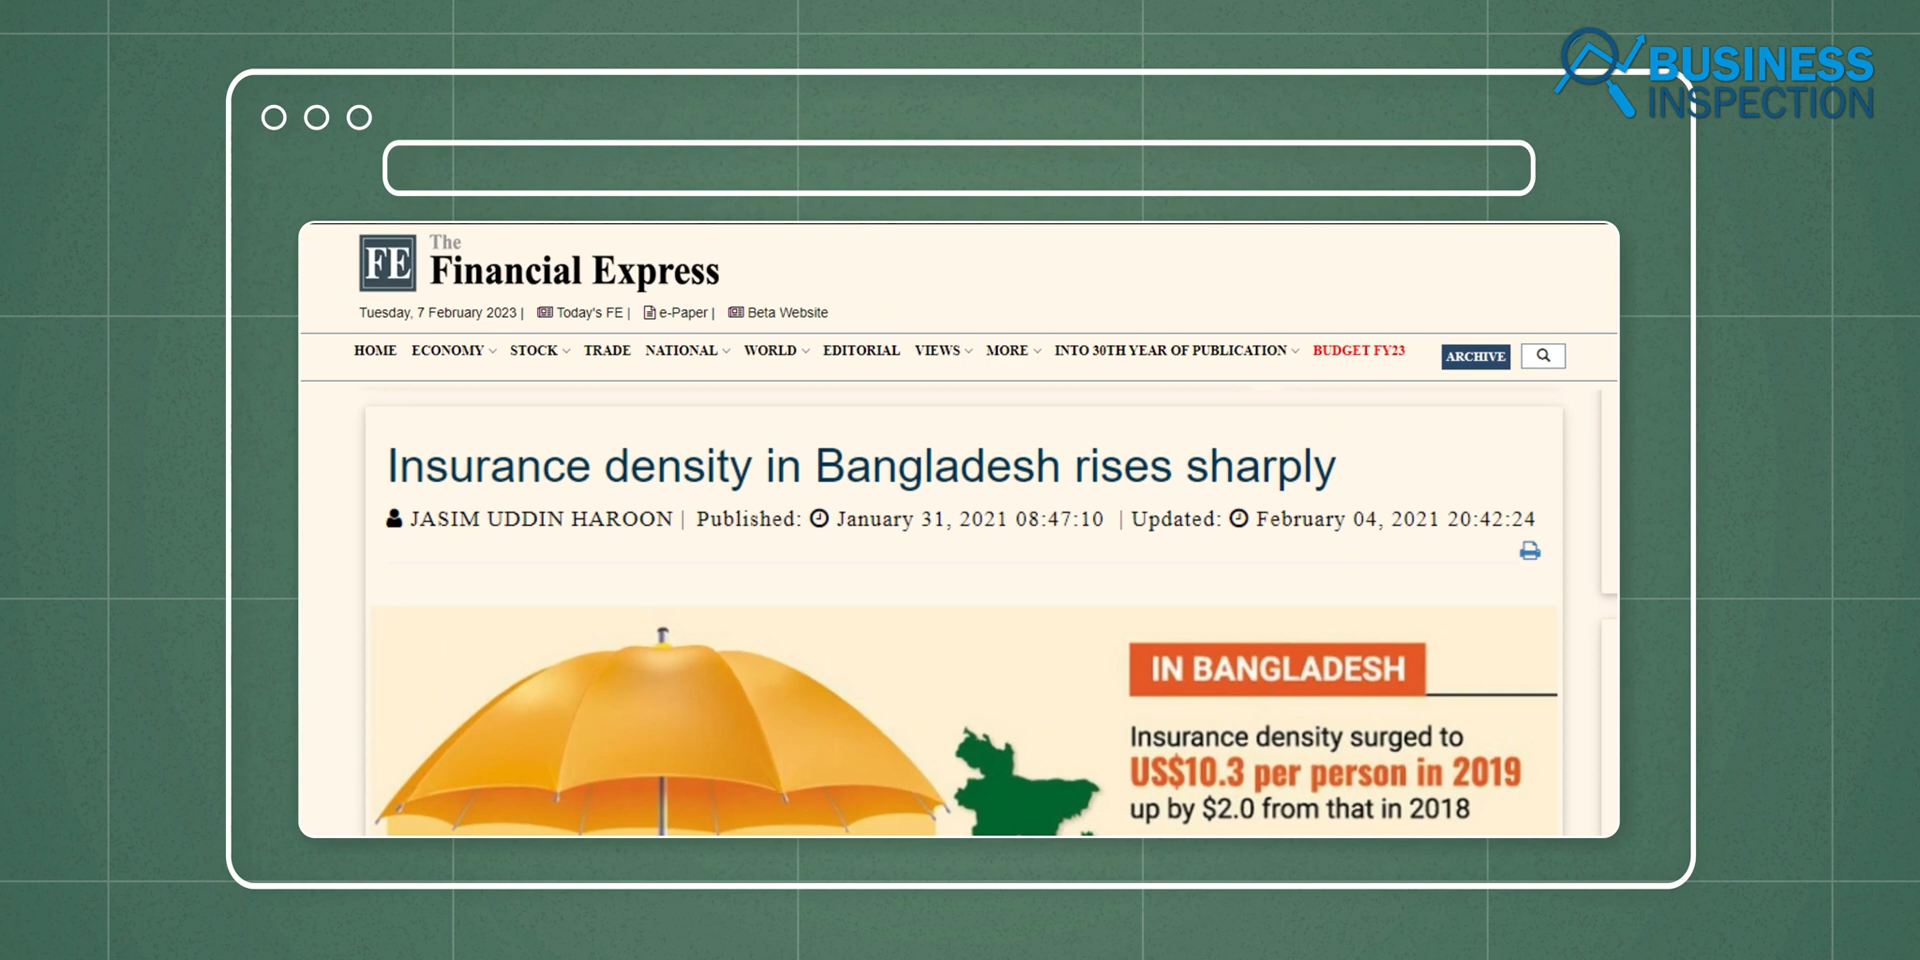 BUSINESS
INSPECTION
FE The
Financial Express
Tuesday, 7 February 2023 | Today's FE | e-Paper | Beta Website
HOME ECONOMY STOCK TRADE NATIONAL WORLD EDITORIAL VIEWS MORE INTO 30TH YEAR OF PUBLICATION BUDGET FY23 ARCHIVE
Insurance density in Bangladesh rises sharply
JASIM UDDIN HAROON | Published: January 31, 2021 08:47:10 | Updated: February 04, 2021 20:42:24
IN BANGLADESH
Insurance density surged to
US$10.3 per person in 2019
up by $2.0 from that in 2018